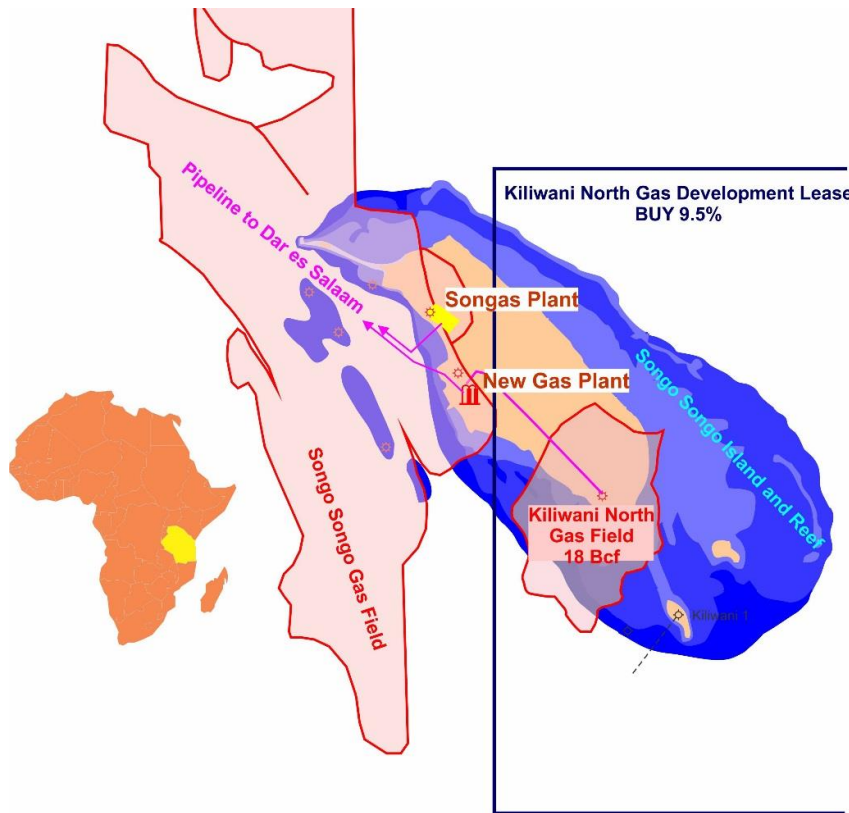 Kiliwani North Gas Development Lease
BUY 9.5%
Pipeline to Dar es Salaam
Songas Plant
New Gas Plant
Songo Songo Island and Reef
Songo Songo Gas Field
Kiliwani North
Gas Field
18 Bcf
Kiliwani 1